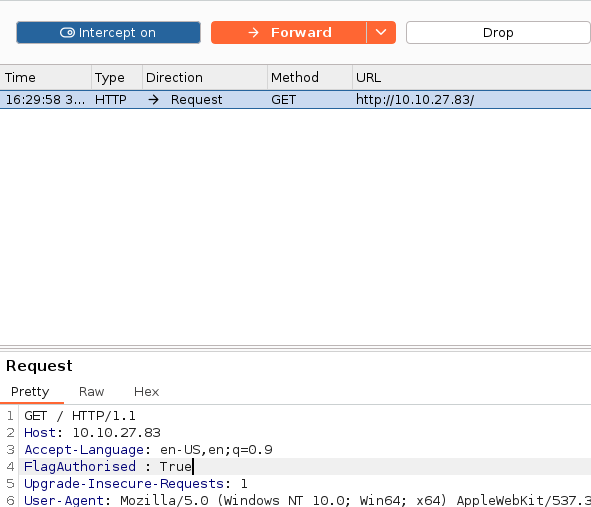 Intercept on Forward Drop
Time Type Direction Method URL
16:29:58 3... HTTP → Request GET http://10.10.27.83/
Request
Pretty Raw Hex
1 GET / HTTP/1.1
2 Host: 10.10.27.83
3 Accept-Language: en-US,en;q=0.9
4 FlagAuthorised : True
5 Upgrade-Insecure-Requests: 1
6 User-Agent: Mozilla/5.0 (Windows NT 10.0; Win64; x64) AppleWebKit/537.3